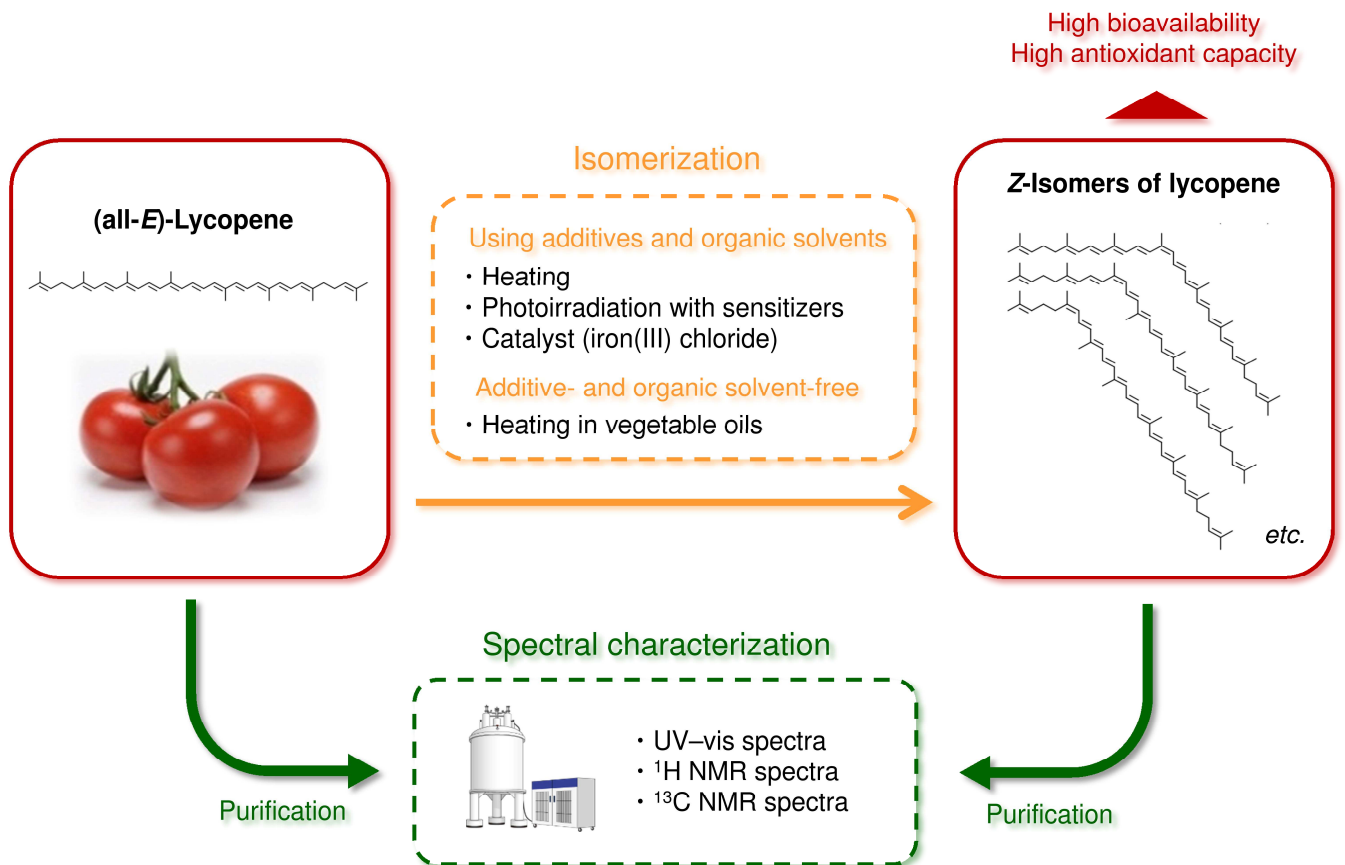 High bioavailability
High antioxidant capacity
Isomerization
(all-E)-Lycopene
Using additives and organic solvents
・Heating
・Photoirradiation with sensitizers
・Catalyst (iron(III) chloride)
Additive- and organic solvent-free
・Heating in vegetable oils
Z-Isomers of lycopene
etc.
Spectral characterization
・UV–vis spectra
・¹H NMR spectra
・¹³C NMR spectra
Purification
Purification